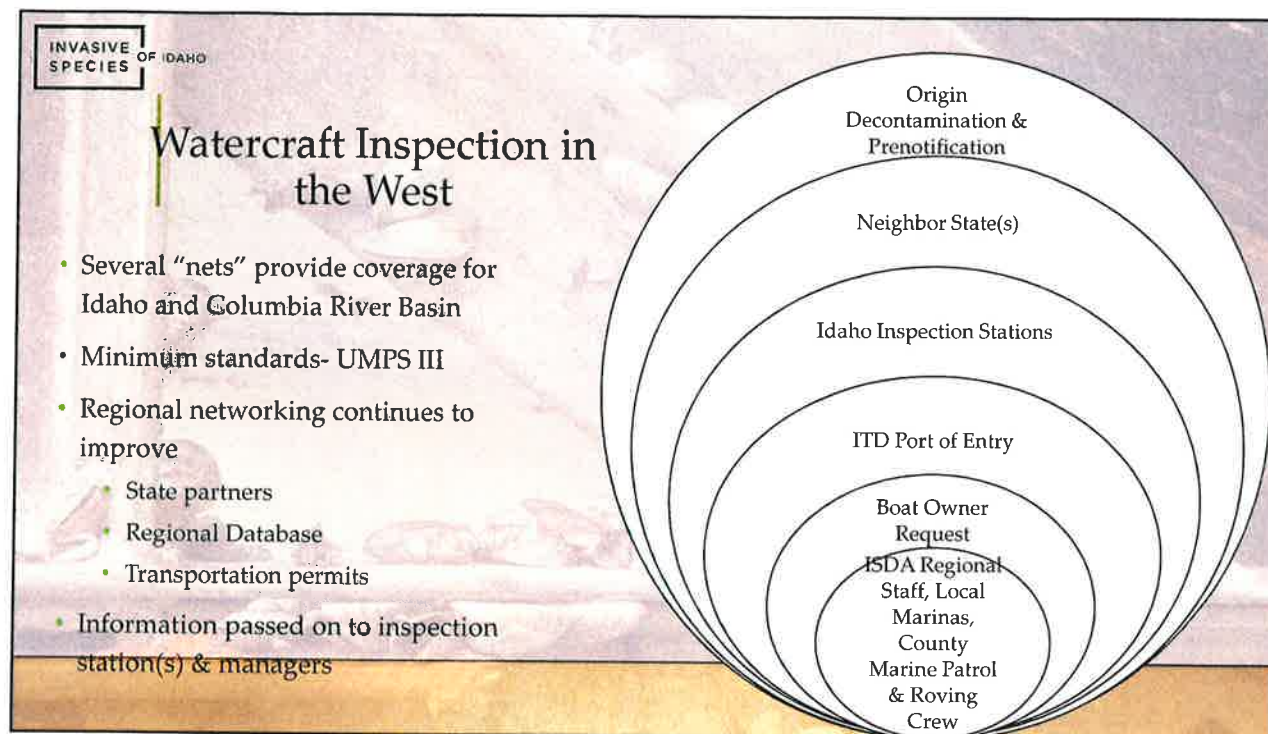 INVASIVE
SPECIES OF IDAHO
Watercraft Inspection in
the West
• Several "nets" provide coverage for
Idaho and Columbia River Basin
• Minimum standards- UMPS III
• Regional networking continues to
improve
• State partners
• Regional Database
• Transportation permits
• Information passed on to inspection
station(s) & managers
Origin
Decontamination &
Prenotification
Neighbor State(s)
Idaho Inspection Stations
ITD Port of Entry
Boat Owner
Request
ISDA Regional
Staff, Local
Marinas,
County
Marine Patrol
& Roving
Crew